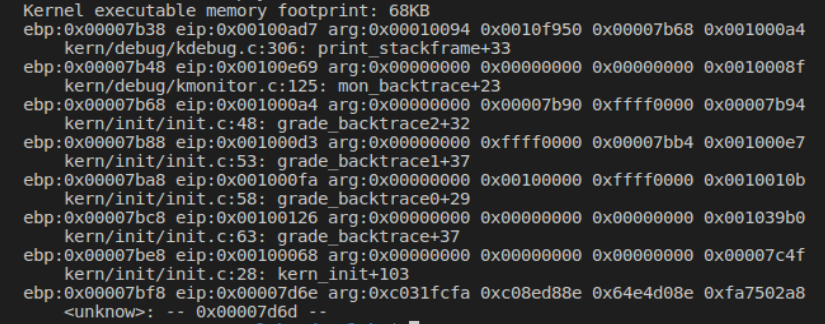 Kernel executable memory footprint: 68KB
ebp:0x00007b38 eip:0x00100ad7 arg:0x00010094 0x0010f950 0x00007b68 0x001000a4
kern/debug/kdebug.c:306: print_stackframe+33
ebp:0x00007b48 eip:0x00100e69 arg:0x00000000 0x00000000 0x00000000 0x0010008f
kern/debug/kmonitor.c:125: mon_backtrace+23
ebp:0x00007b68 eip:0x001000a4 arg:0x00000000 0x00007b90 0xffff0000 0x00007b94
kern/init/init.c:48: grade_backtrace2+32
ebp:0x00007b88 eip:0x001000d3 arg:0x00000000 0xffff0000 0x00007bb4 0x001000e7
kern/init/init.c:53: grade_backtrace1+37
ebp:0x00007ba8 eip:0x001000fa arg:0x00000000 0x00100000 0xffff0000 0x0010010b
kern/init/init.c:58: grade_backtrace0+29
ebp:0x00007bc8 eip:0x00100126 arg:0x00000000 0x00000000 0x00000000 0x001039b0
kern/init/init.c:63: grade_backtrace+37
ebp:0x00007be8 eip:0x00100068 arg:0x00000000 0x00000000 0x00000000 0x00007c4f
kern/init/init.c:28: kern_init+103
ebp:0x00007bf8 eip:0x00007d6e arg:0xc031fcfa 0xc08ed88e 0x64e4d08e 0xfa7502a8
<unknow>: -- 0x00007d6d --